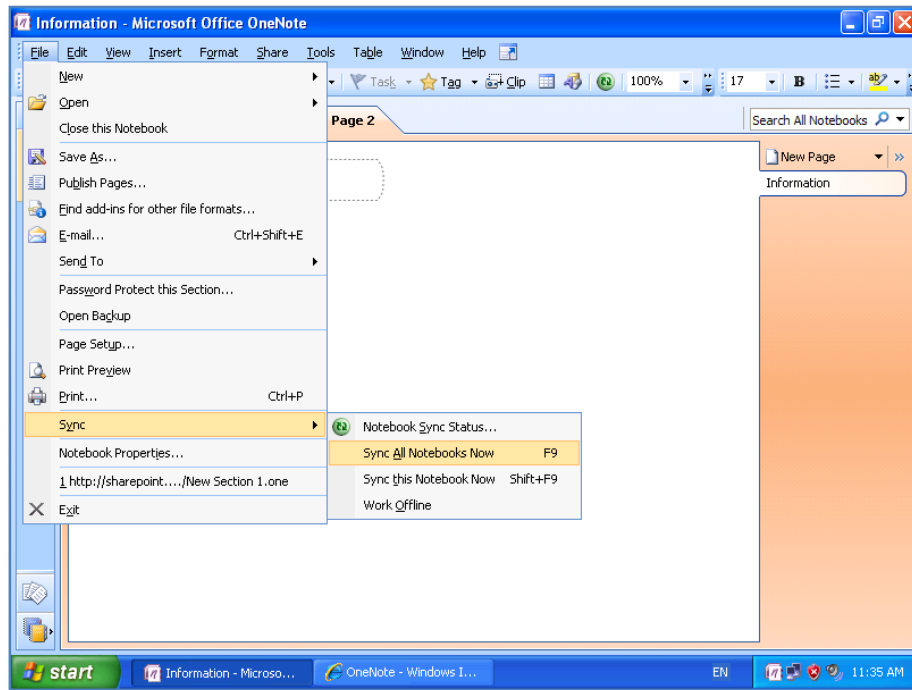 Information - Microsoft Office OneNote
File Edit View Insert Format Share Tools Table Window Help
Task Tag Clip 100% 17 B ab
New
Open
Close this Notebook
Page 2
Search All Notebooks
Save As...
New Page
Publish Pages...
Information
Find add-ins for other file formats...
E-mail... Ctrl+Shift+E
Send To
Password Protect this Section...
Open Backup
Page Setup...
Print Preview
Print... Ctrl+P
Sync
Notebook Sync Status...
Notebook Properties...
Sync All Notebooks Now F9
1 http://sharepoint..../New Section 1.one
Sync this Notebook Now Shift+F9
Exit
Work Offline
start Information - Microso... OneNote - Windows I... EN 11:35 AM